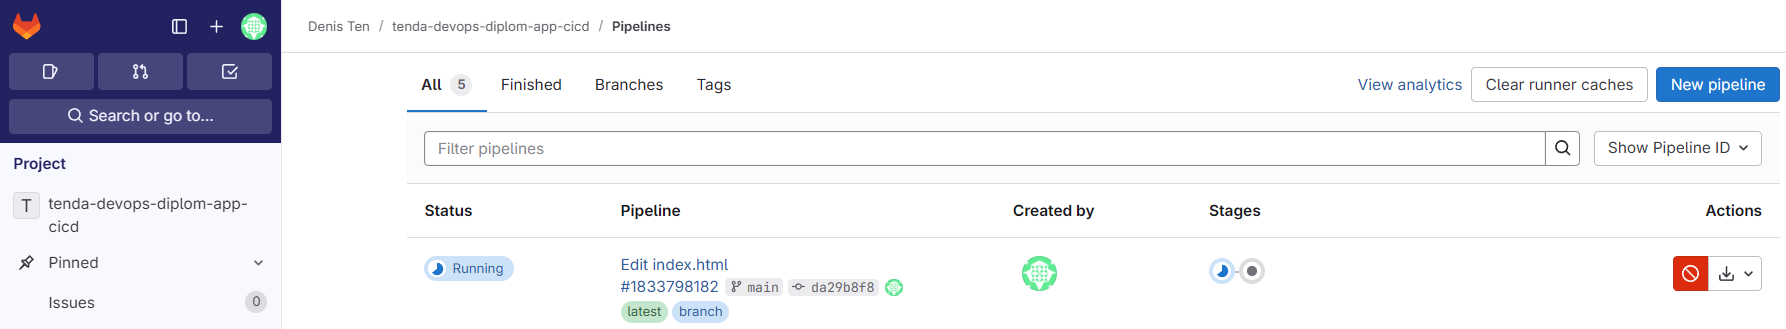 Denis Ten / tenda-devops-diplom-app-cicd / Pipelines
Search or go to...
Project
T tenda-devops-diplom-app-
cicd
Pinned
Issues 0
All 5 Finished Branches Tags View analytics Clear runner caches New pipeline
Filter pipelines Show Pipeline ID
Status Pipeline Created by Stages Actions
Running Edit index.html
#1833798182 main da29b8f8
latest branch